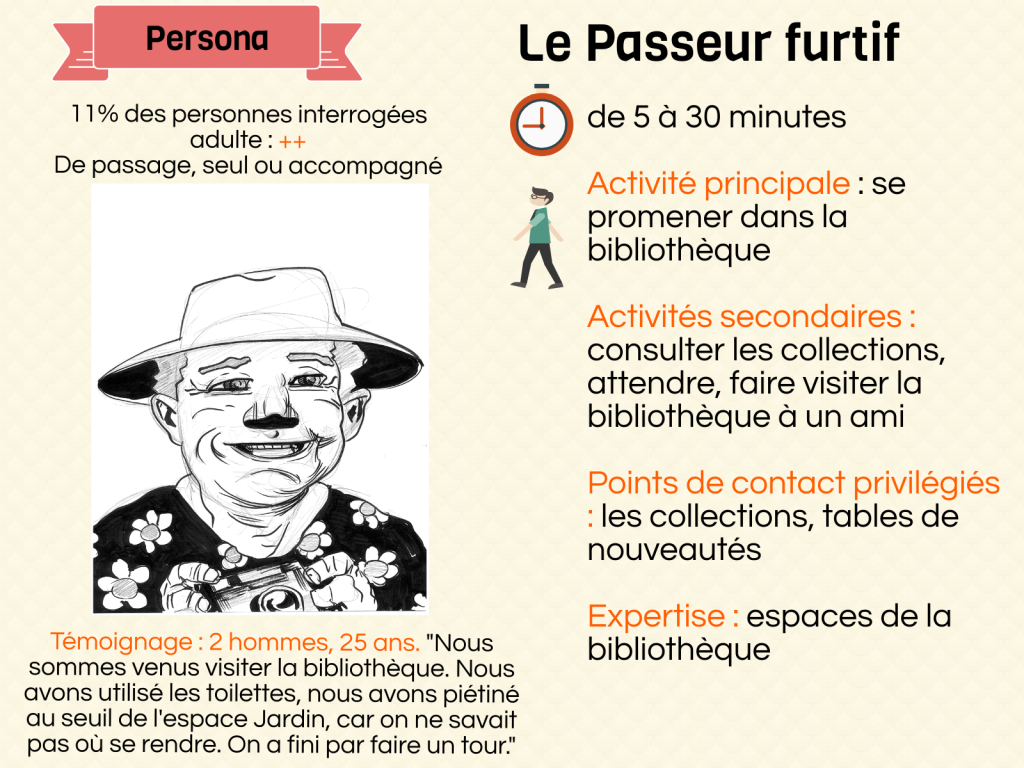 Persona
11% des personnes interrogées
adulte : ++
De passage, seul ou accompagné
Témoignage : 2 hommes, 25 ans. "Nous
sommes venus visiter la bibliothèque. Nous
avons utilisé les toilettes, nous avons piétiné
au seuil de l'espace Jardin, car on ne savait
pas où se rendre. On a fini par faire un tour."
Le Passeur furtif
de 5 à 30 minutes
Activité principale : se
promener dans la
bibliothèque
Activités secondaires :
consulter les collections,
attendre, faire visiter la
bibliothèque à un ami
Points de contact privilégiés
: les collections, tables de
nouveautés
Expertise : espaces de la
bibliothèque